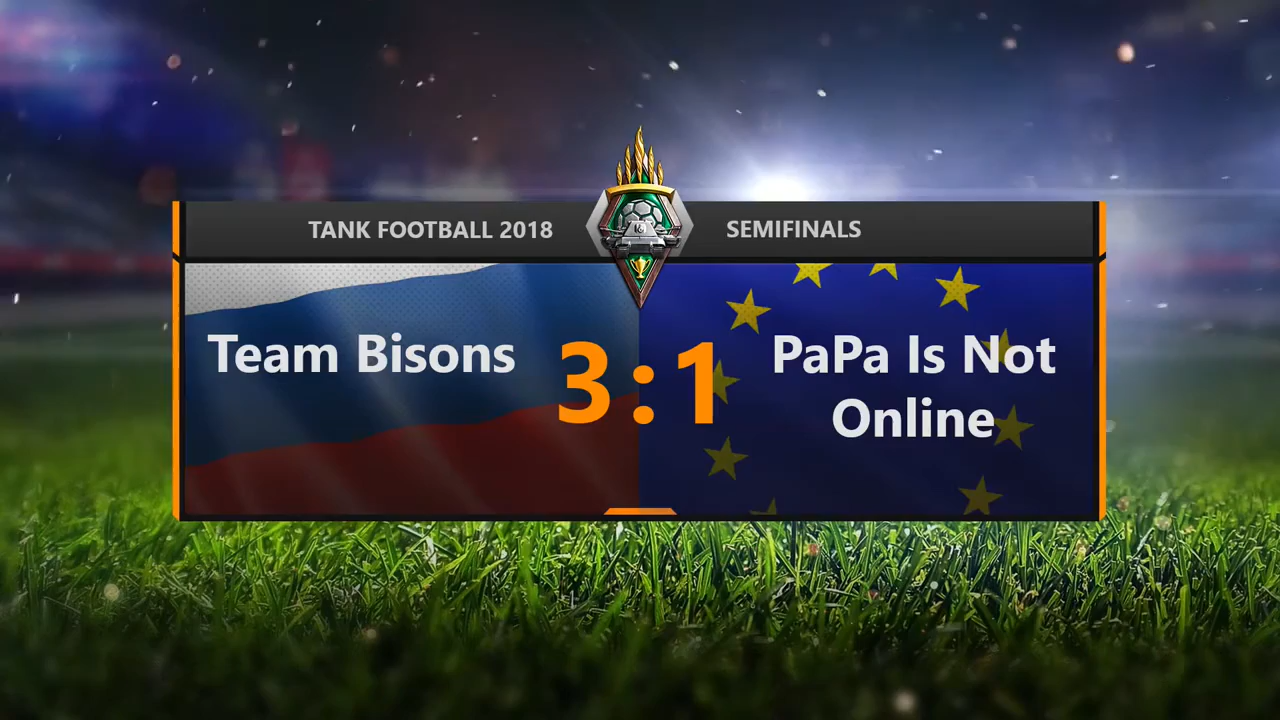 TANK FOOTBALL 2018
SEMIFINALS
Team Bisons
3:1
PaPa Is Not
Online